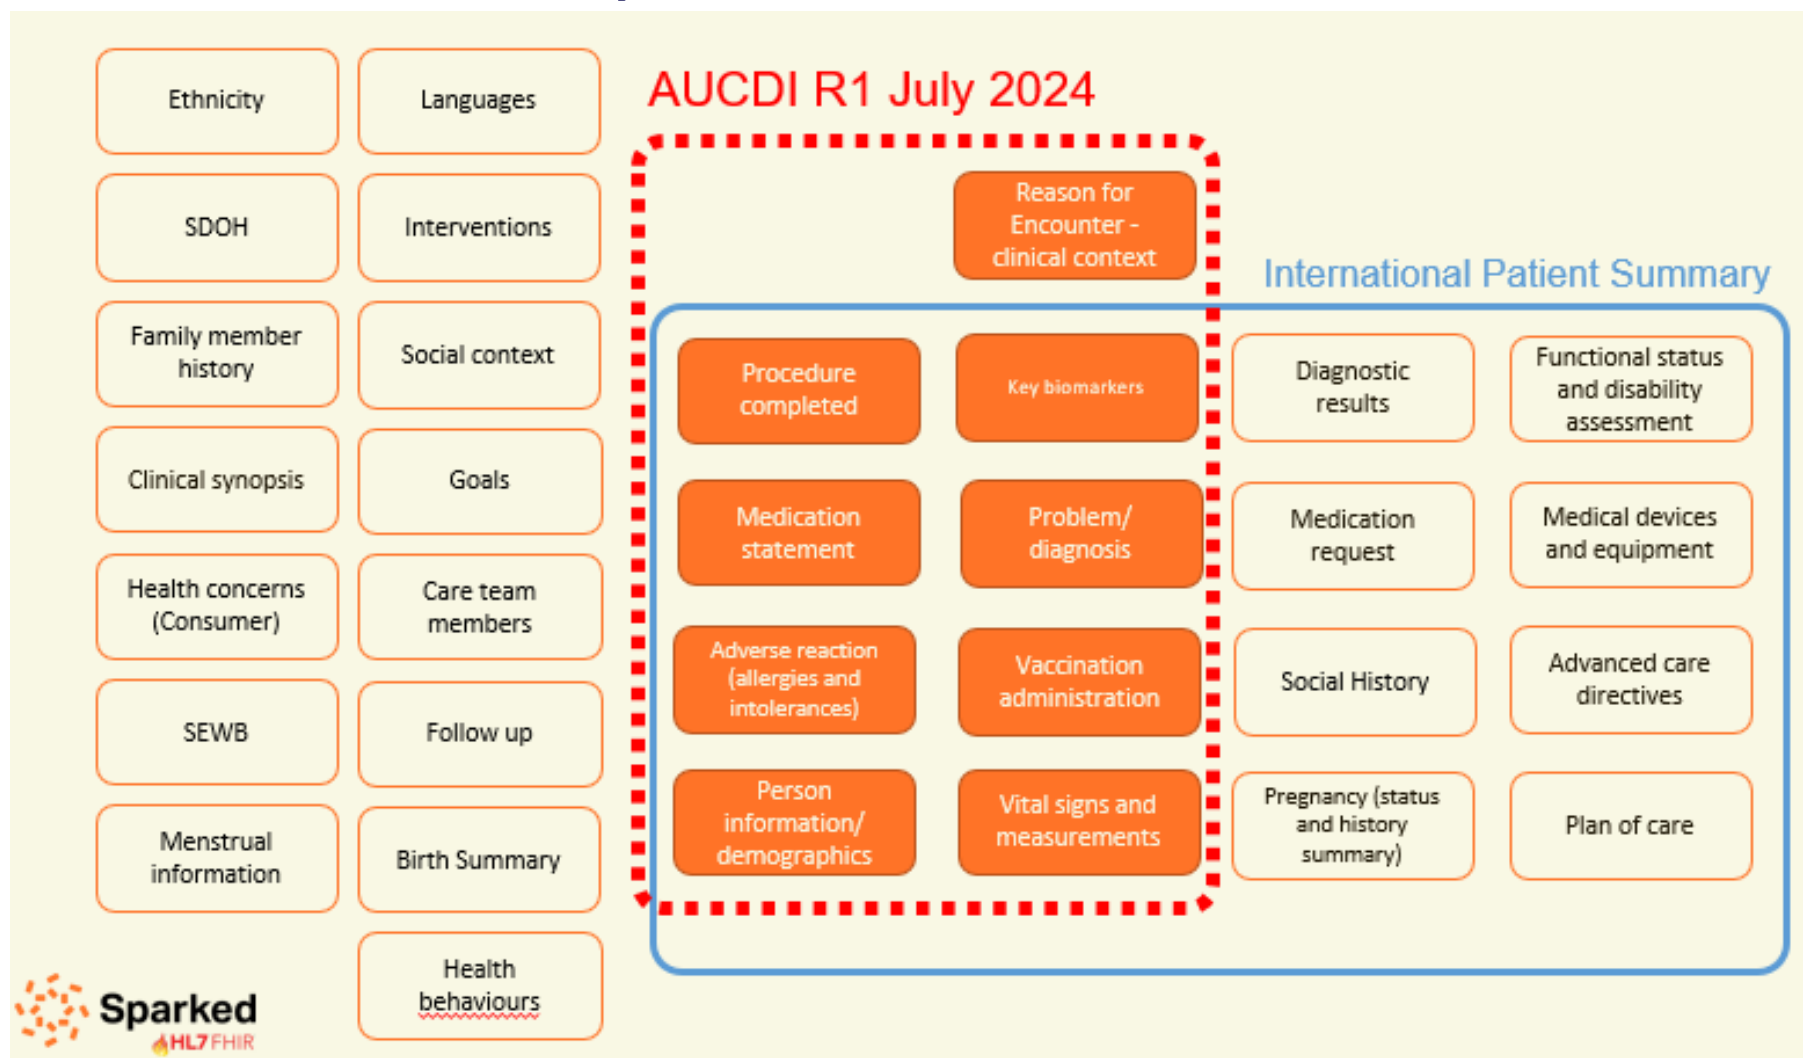 Ethnicity
Languages
SDOH
Interventions
Family member
history
Social context
Clinical synopsis
Goals
Health concerns
(Consumer)
Care team
members
SEWB
Follow up
Menstrual
information
Birth Summary
Health
behaviours
AUCDI R1 July 2024
Reason for
Encounter -
clinical context
International Patient Summary
Procedure
completed
Key biomarkers
Diagnostic
results
Functional status
and disability
assessment
Medication
statement
Problem/
diagnosis
Medication
request
Medical devices
and equipment
Adverse reaction
(allergies and
intolerances)
Vaccination
administration
Social History
Advanced care
directives
Person
information/
demographics
Vital signs and
measurements
Pregnancy (status
and history
summary)
Plan of care
Sparked
HL7 FHIR